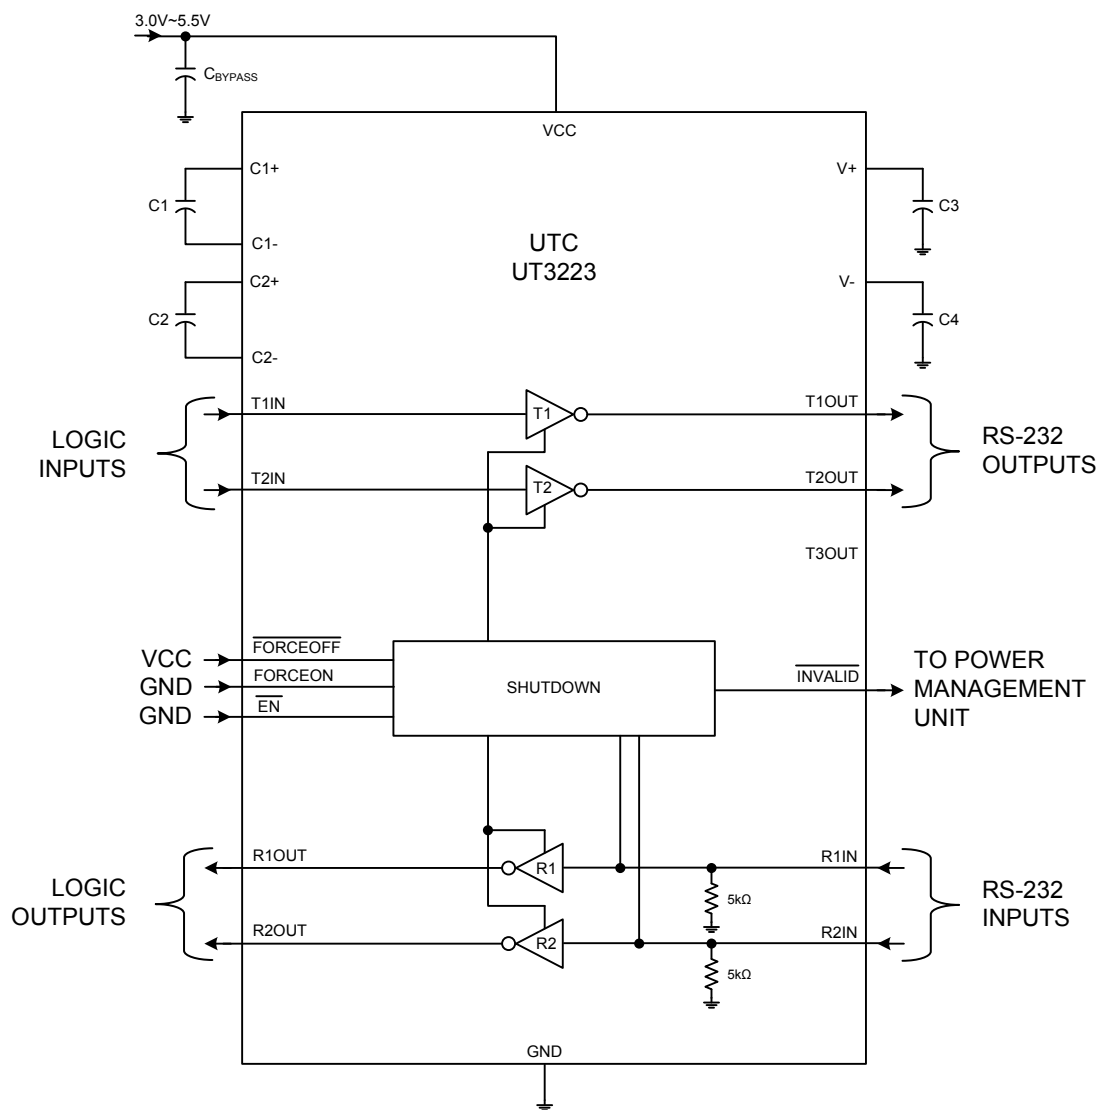 3.0V~5.5V
CBYPASS
VCC
C1+
V+
C1
C3
C1-
UTC
UT3223
C2+
V-
C2
C4
C2-
T1IN
T1
T1OUT
LOGIC
INPUTS
RS-232
OUTPUTS
T2IN
T2
T2OUT
T3OUT
VCC
FORCEOFF
GND
FORCEON
GND
EN
SHUTDOWN
INVALID
TO POWER
MANAGEMENT
UNIT
R1OUT
R1
R1IN
LOGIC
OUTPUTS
5kΩ
RS-232
INPUTS
R2OUT
R2
R2IN
5kΩ
GND